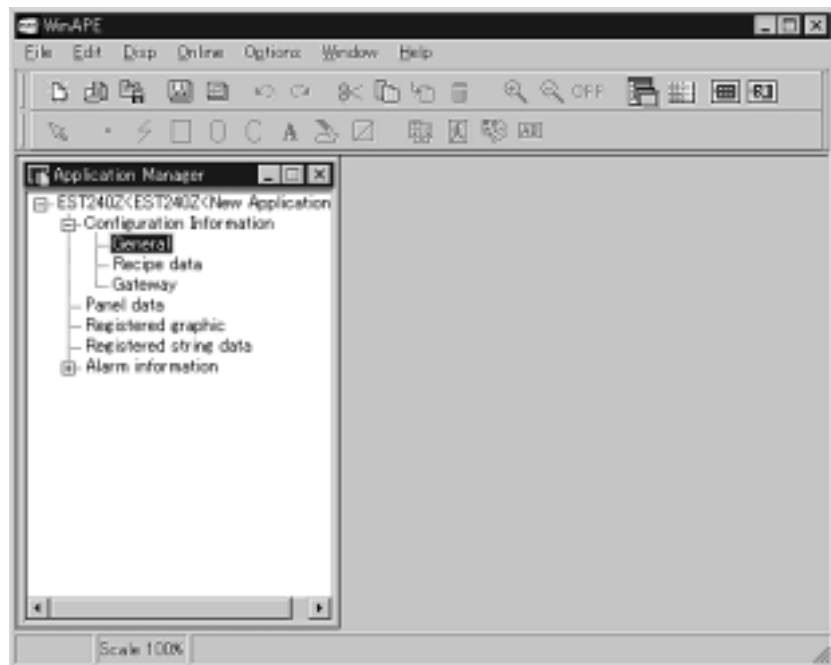 WinAPE
File Edit Disp Online Options Window Help
OFF
A
Application Manager
EST240Z<EST240Z<New Application
Configuration Information
General
Recipe data
Gateway
Panel data
Registered graphic
Registered string data
Alarm information
Scale 100%